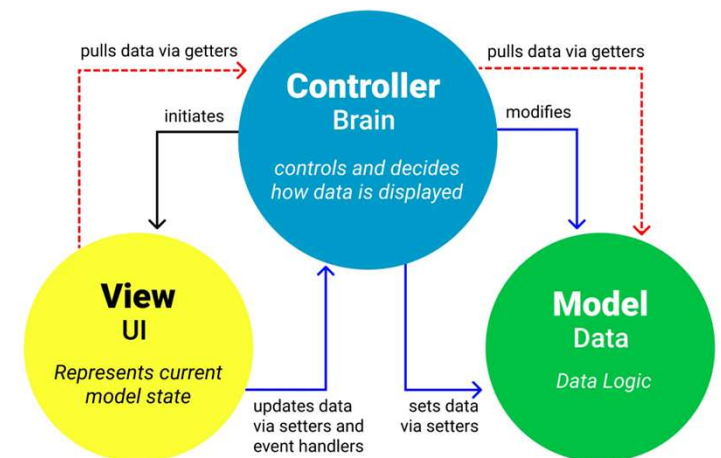 pulls data via getters
pulls data via getters
Controller
Brain
controls and decides
how data is displayed
initiates
modifies
View
UI
Represents current
model state
Model
Data
Data Logic
updates data
via setters and
event handlers
sets data
via setters